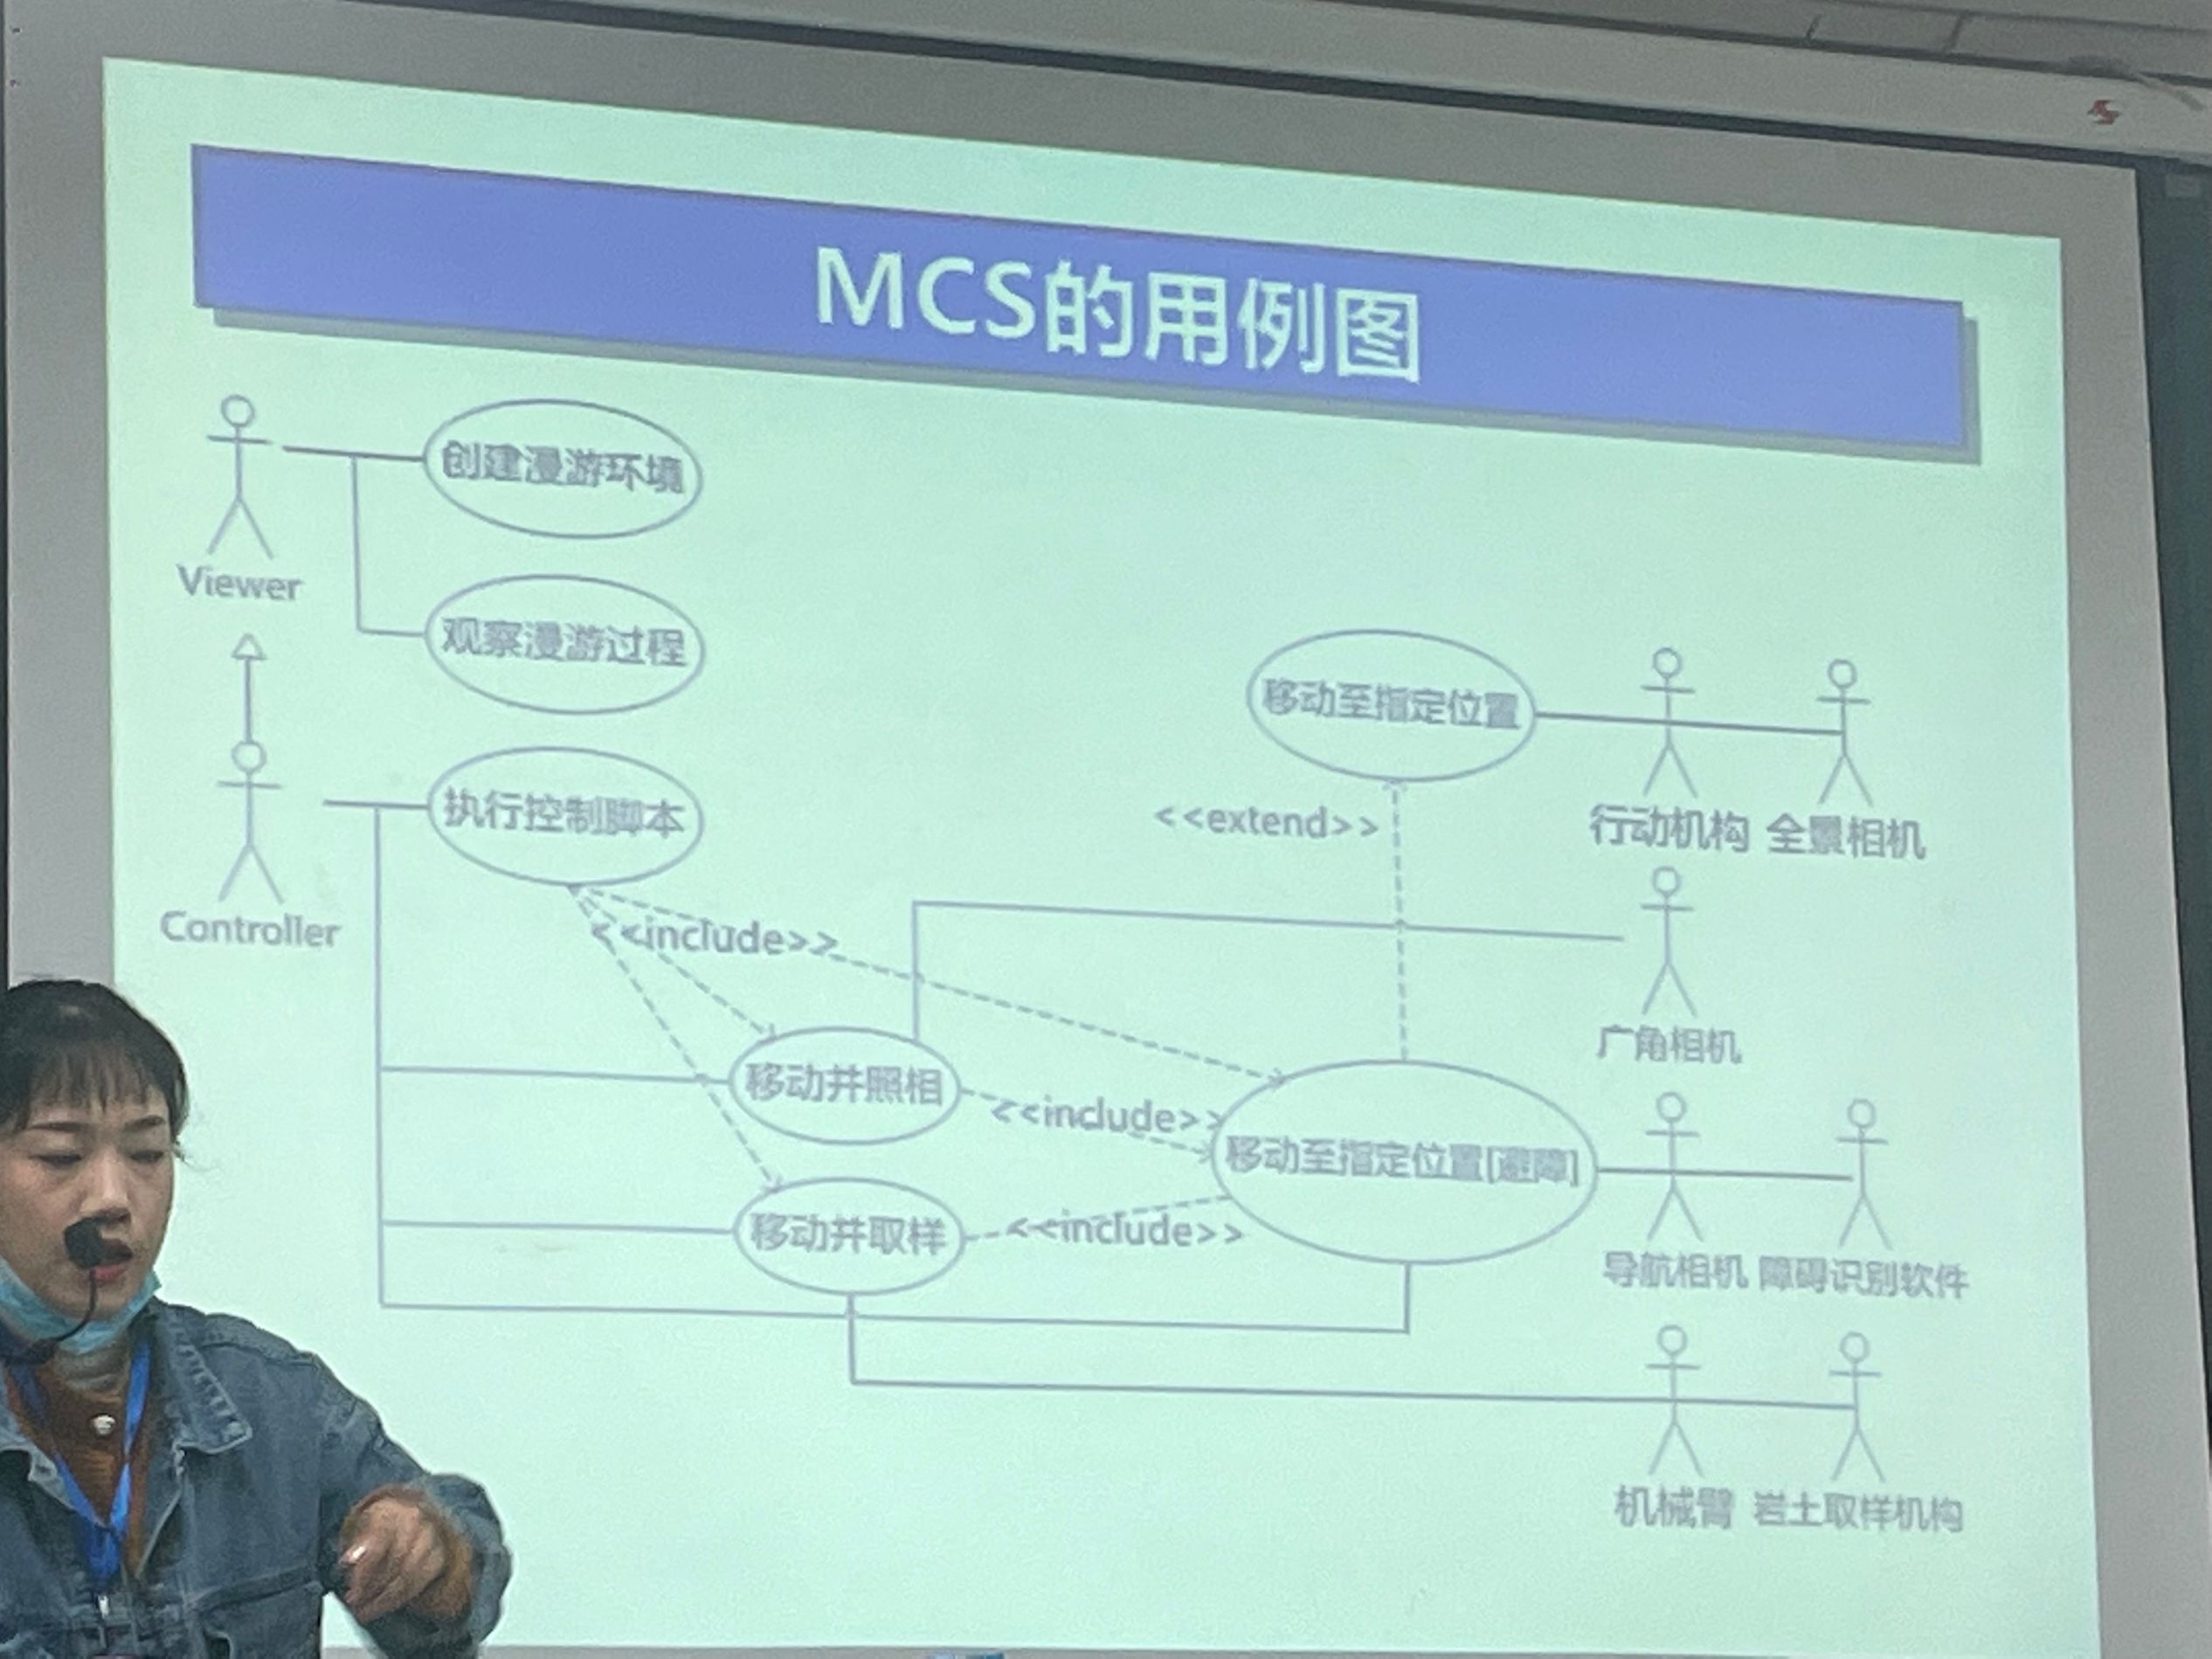 MCS的用例图
创建漫游环境
Viewer
观察漫游过程
移动至指定位置
执行控制脚本
<<extend>>
行动机构 全景相机
Controller
<<include>>
广角相机
移动并照相
<<include>>
移动至指定位置[避障]
移动并取样
<<include>>
导航相机 障碍识别软件
机械臂 岩土取样机构